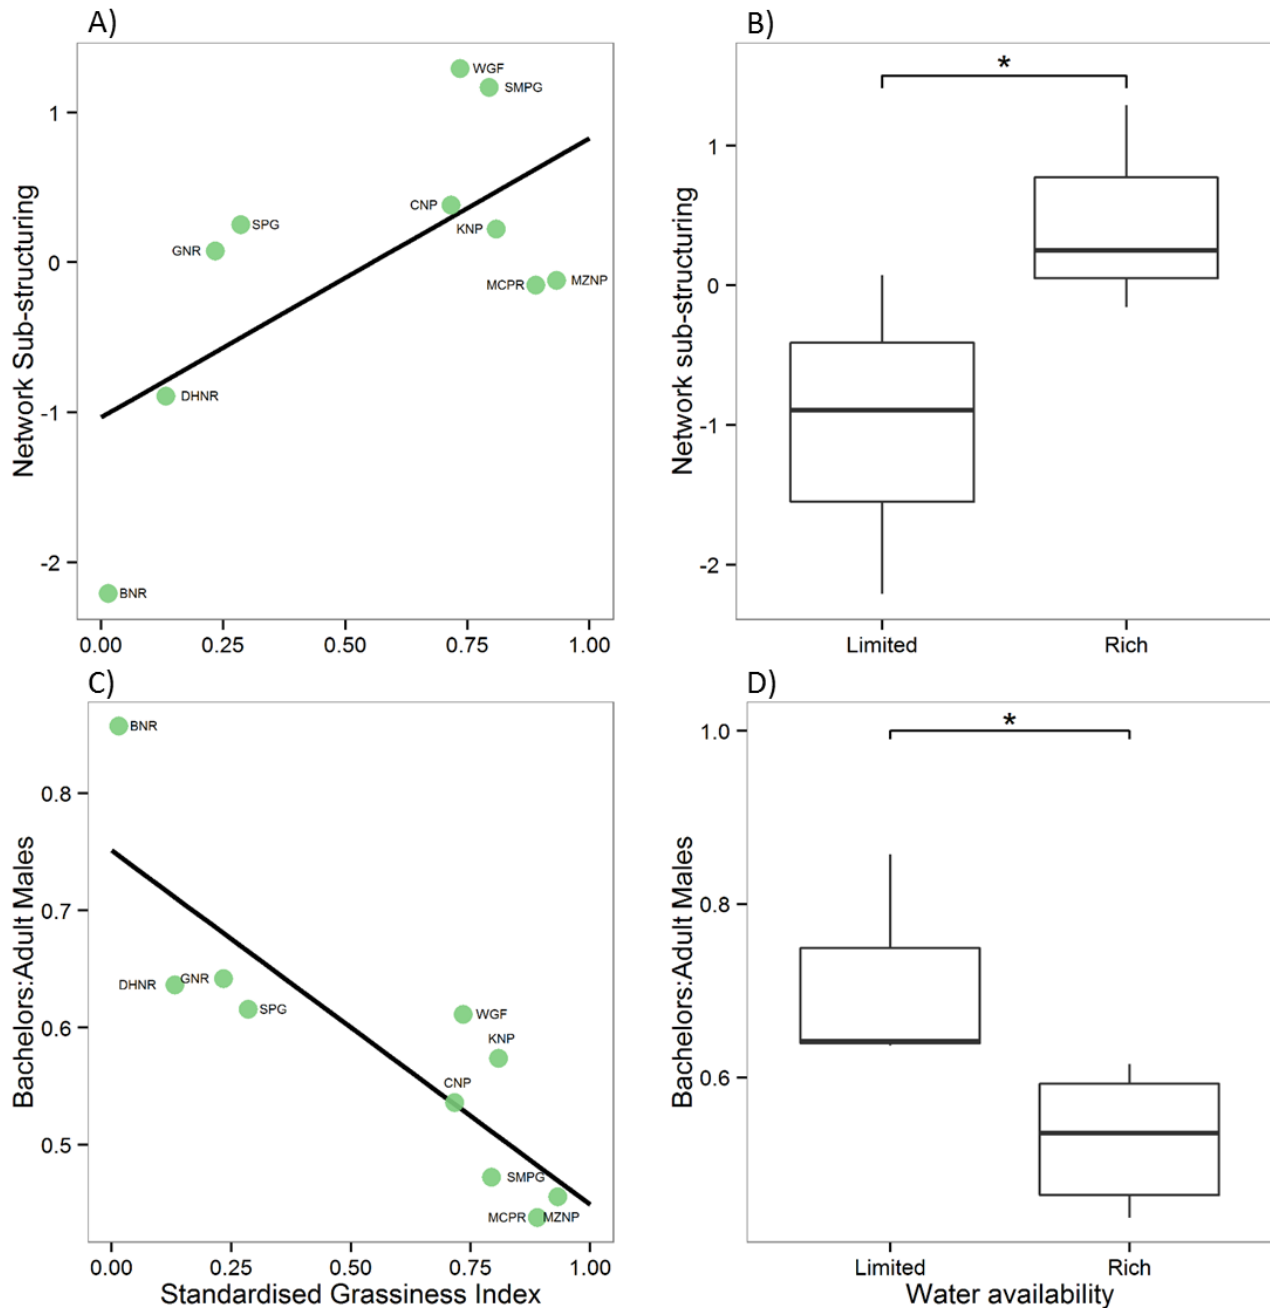 A)
Network Sub-structuring
1
0
-1
-2
WGF
SMPG
CNP
KNP
SPG
GNR
MCPR
MZNP
DHNR
BNR
0.00 0.25 0.50 0.75 1.00
B)
Network sub-structuring
1
0
-1
-2
*
Limited Rich
C)
Bachelors:Adult Males
0.8
0.7
0.6
0.5
BNR
DHNR
GNR
SPG
WGF
KNP
CNP
SMPG
MCPR
MZNP
0.00 0.25 0.50 0.75 1.00
Standardised Grassiness Index
D)
Bachelors:Adult Males
1.0
0.8
0.6
*
Limited Rich
Water availability